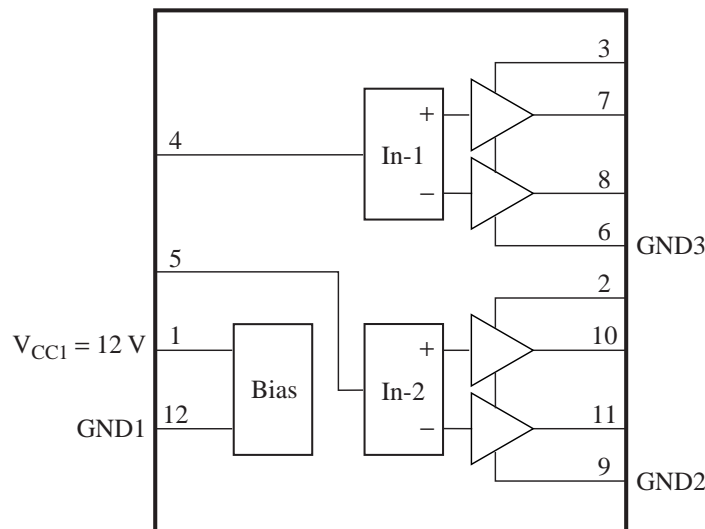 3
7
+
4
In-1
8
−
6
GND3
5
2
V_CC1 = 12 V
1
+
10
Bias
In-2
GND1
12
−
11
9
GND2